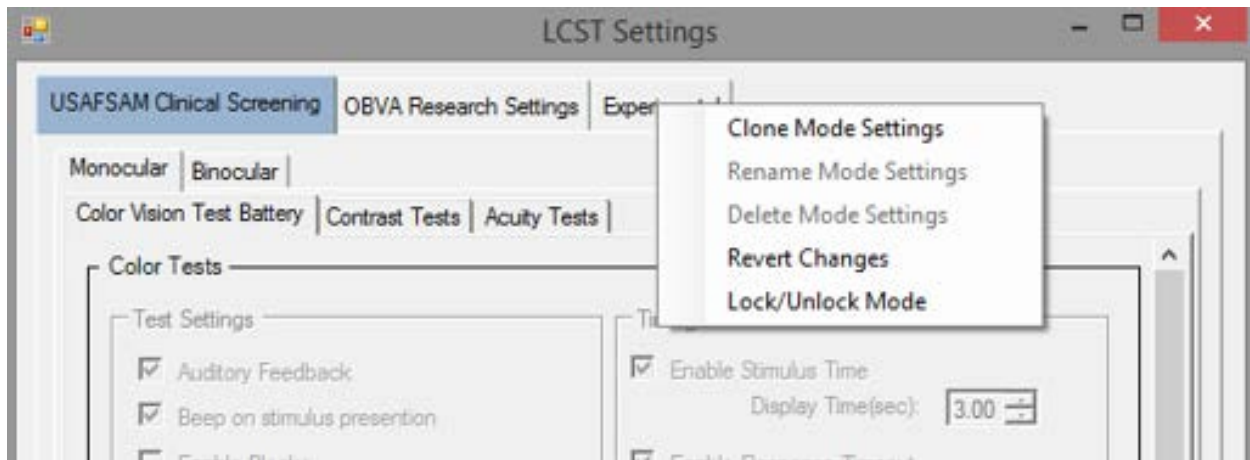 LCST Settings
USAFSAM Clinical Screening OBVA Research Settings
Clone Mode Settings
Rename Mode Settings
Delete Mode Settings
Revert Changes
Lock/Unlock Mode
Monocular Binocular
Color Vision Test Battery Contrast Tests Acuity Tests
Color Tests
Test Settings
Auditory Feedback
Enable Stimulus Time
Beep on stimulus presention
Display Time(sec): 3.00